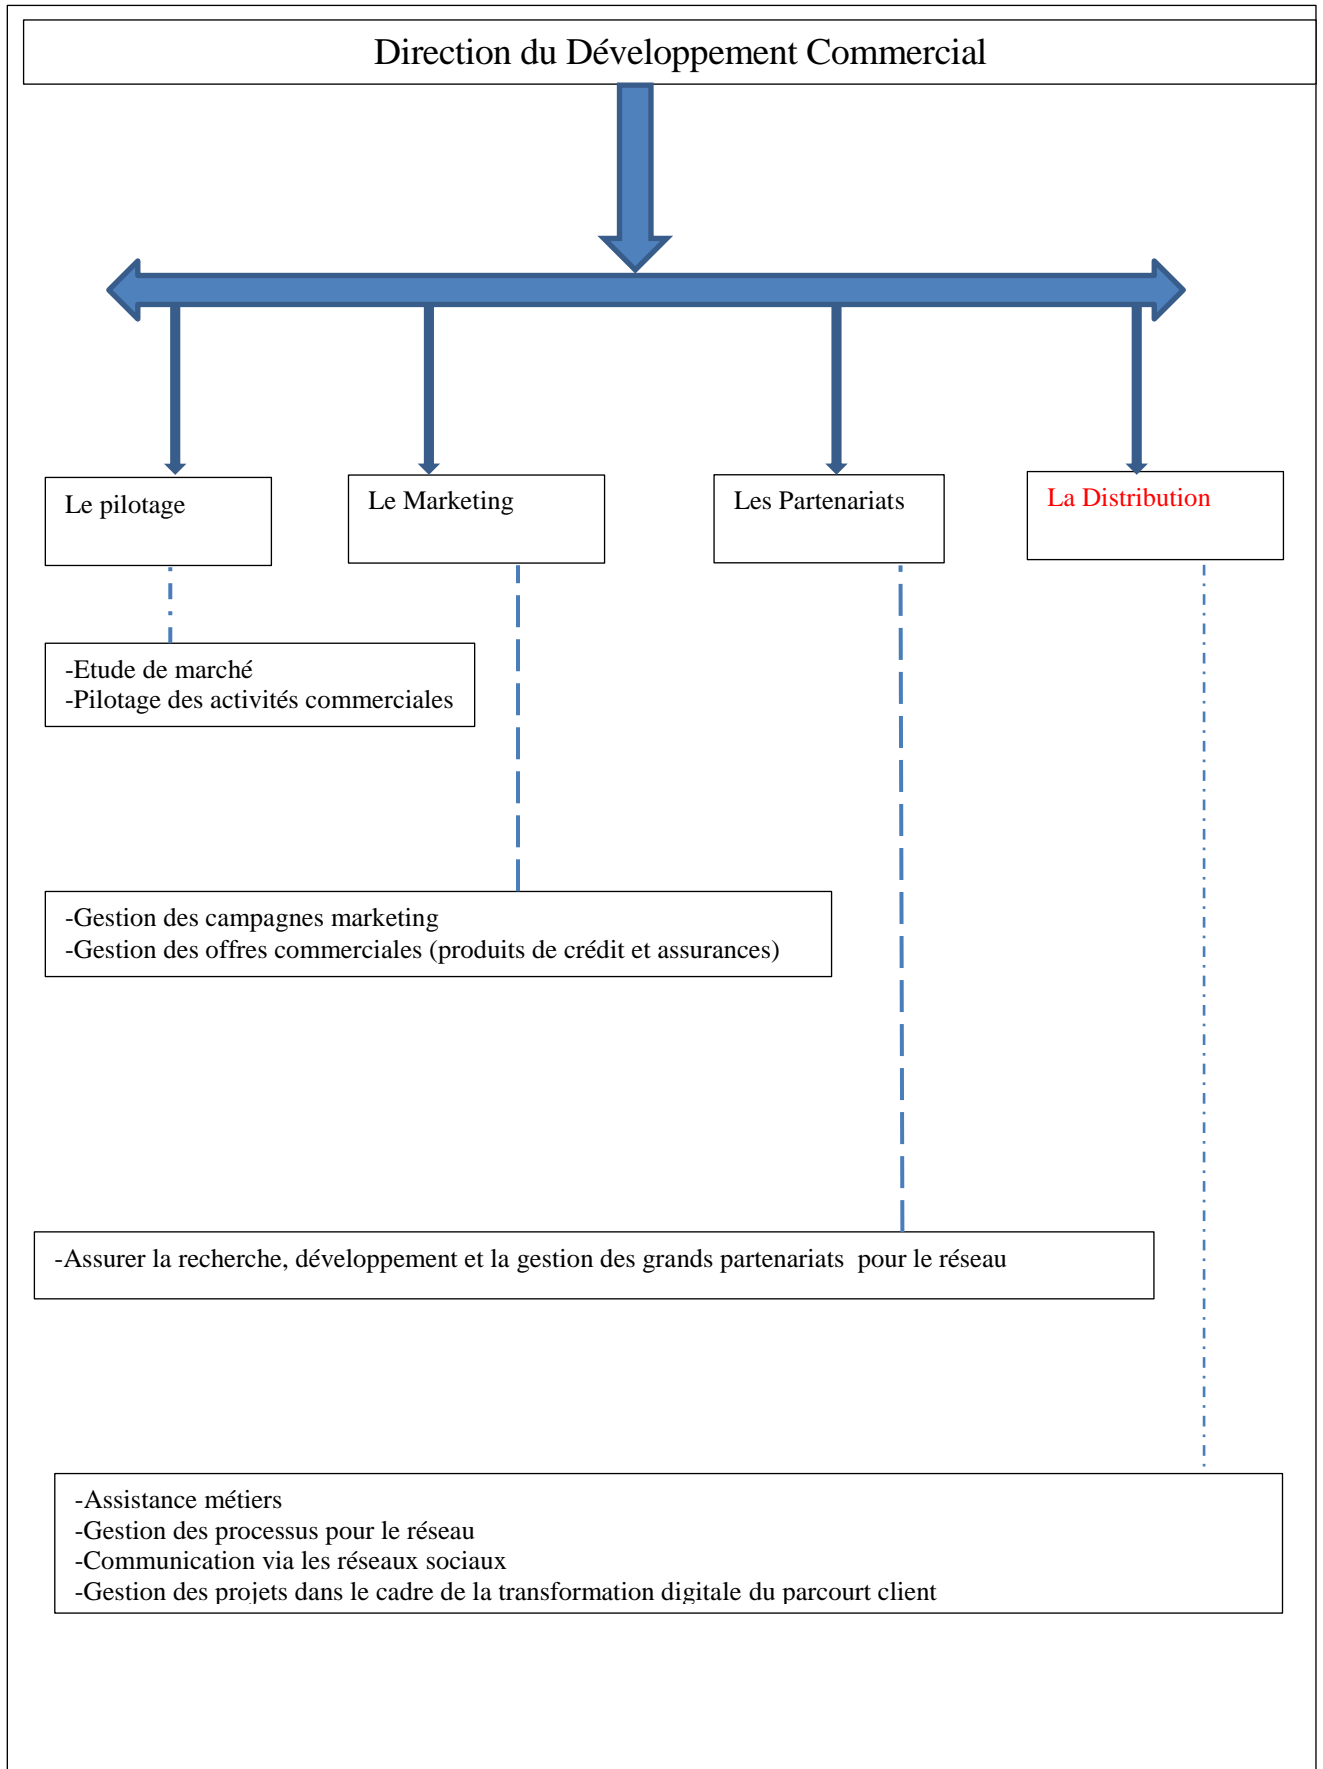 Direction du Développement Commercial
Le pilotage
Le Marketing
Les Partenariats
La Distribution
-Etude de marché
-Pilotage des activités commerciales
-Gestion des campagnes marketing
-Gestion des offres commerciales (produits de crédit et assurances)
-Assurer la recherche, développement et la gestion des grands partenariats  pour le réseau
-Assistance métiers
-Gestion des processus pour le réseau
-Communication via les réseaux sociaux
-Gestion des projets dans le cadre de la transformation digitale du parcourt client